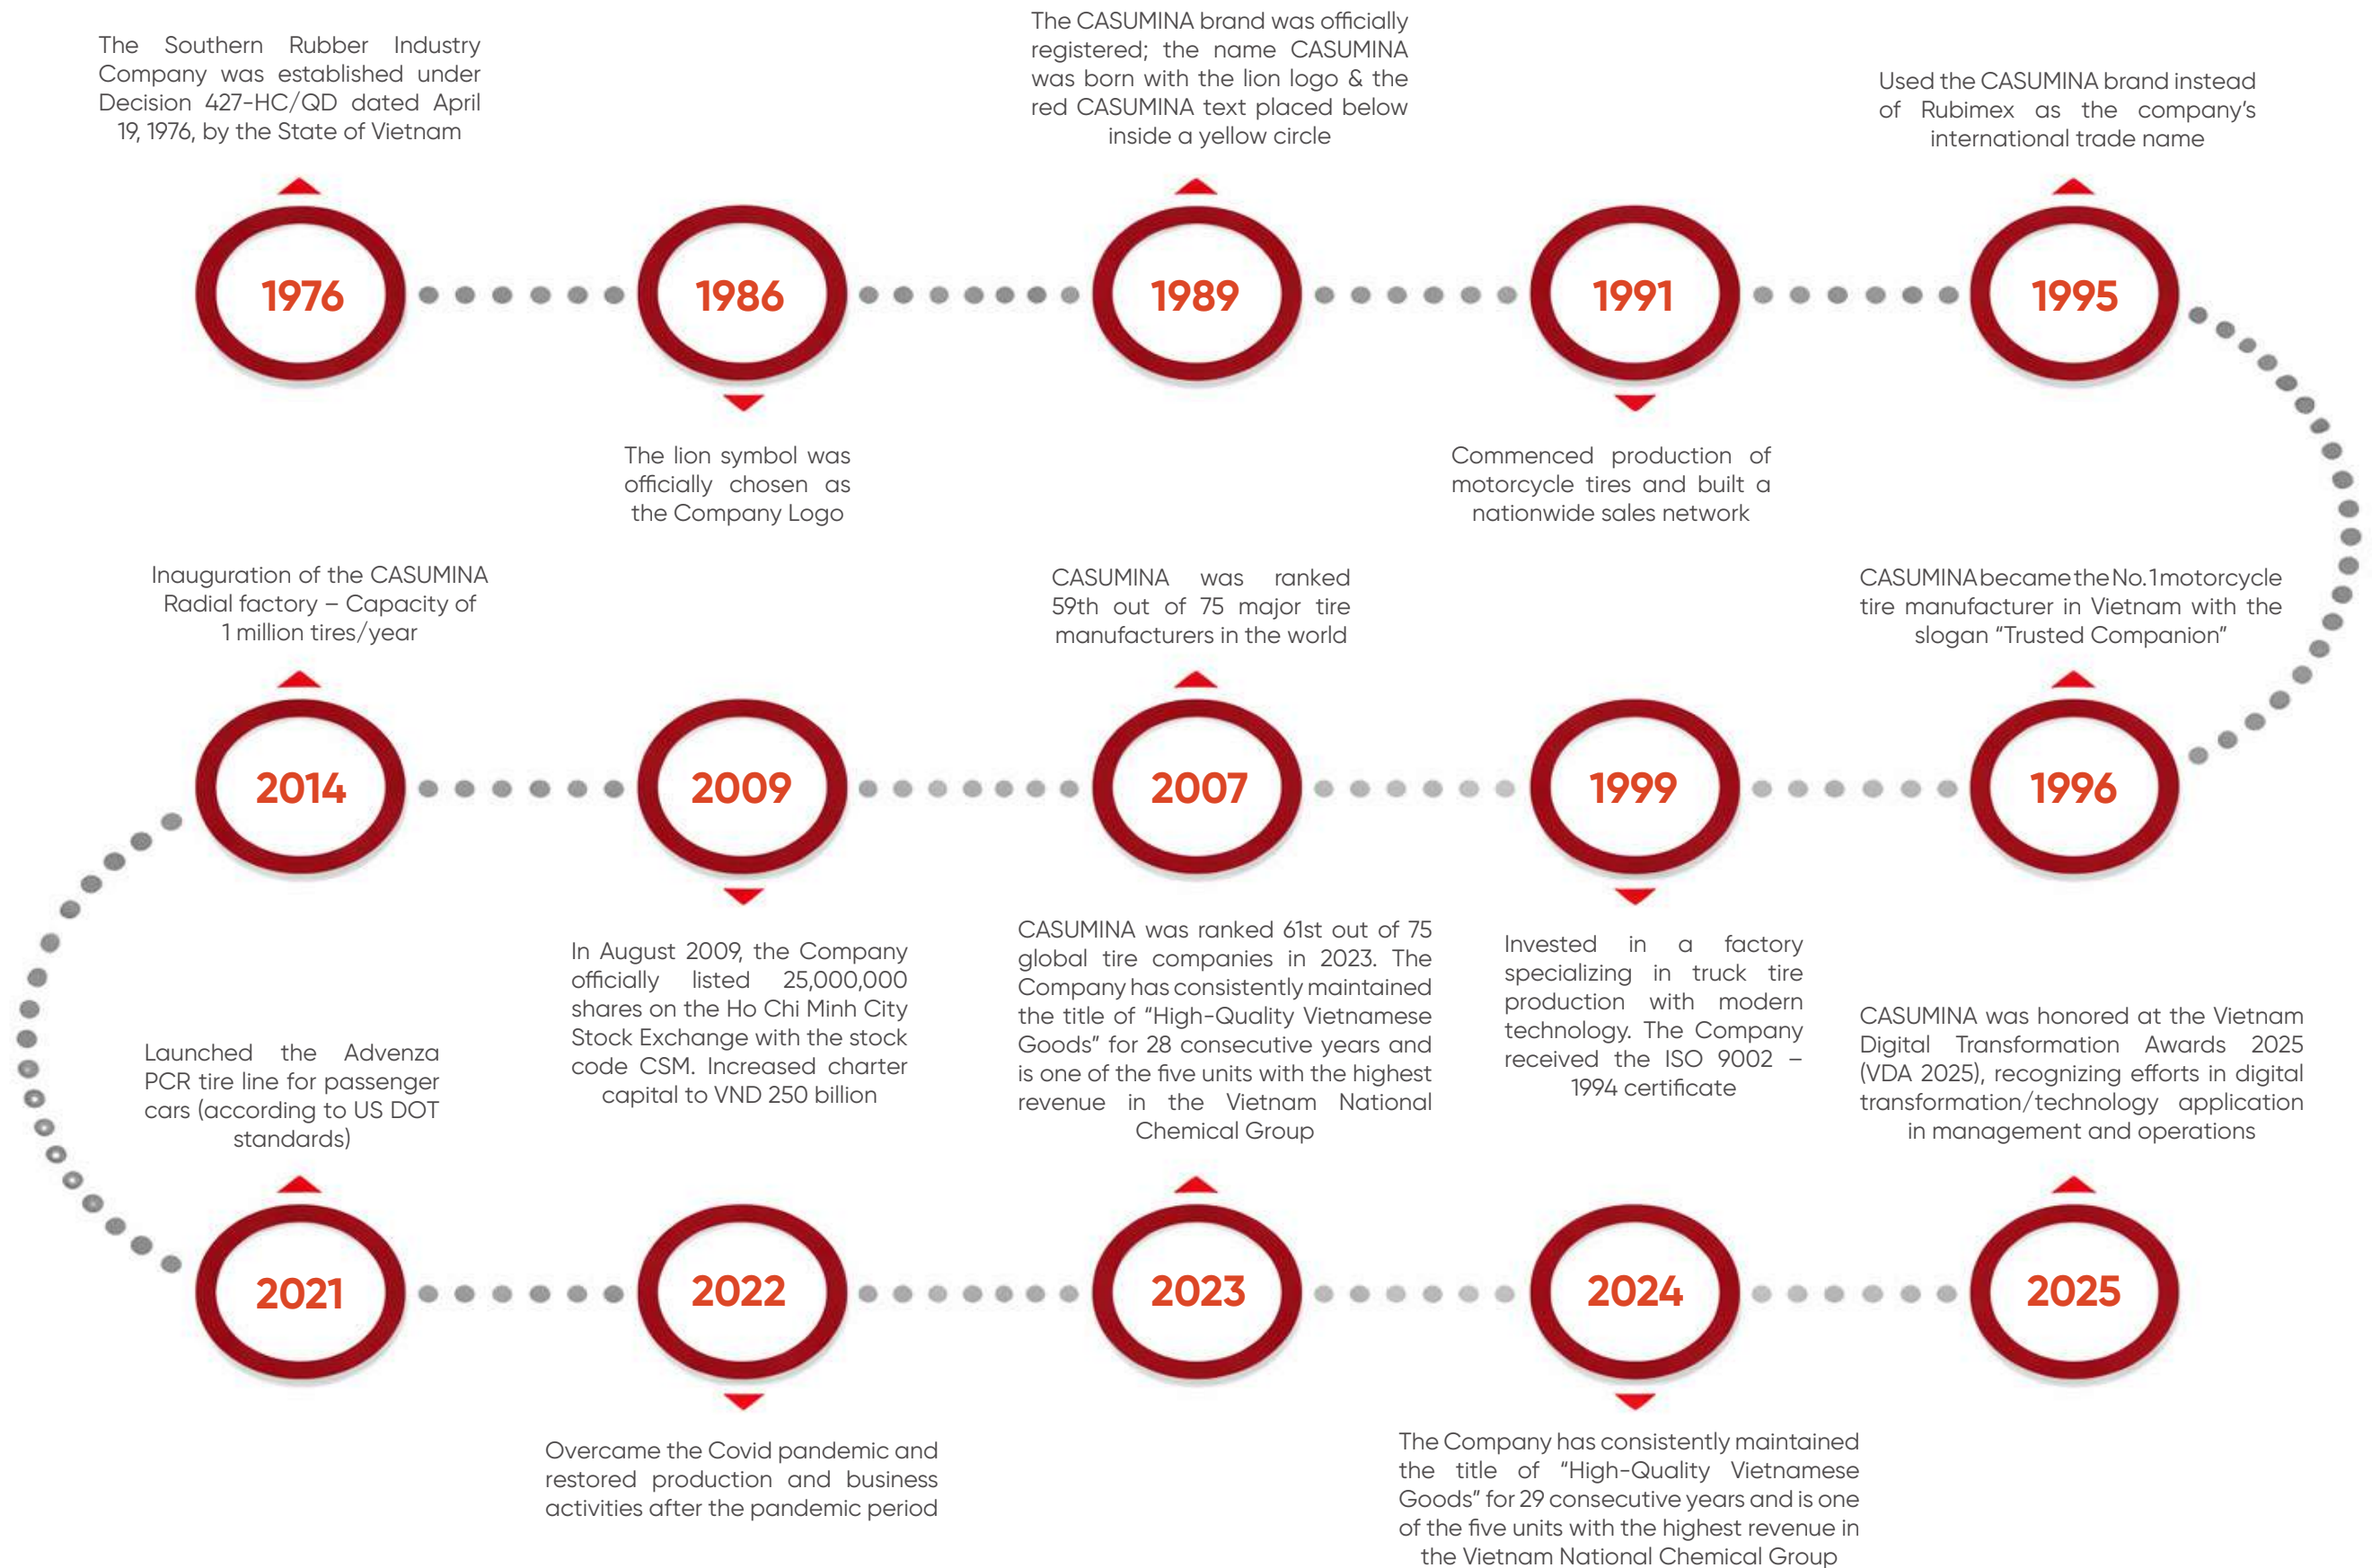 The Southern Rubber Industry
Company was established under
Decision 427-HC/QD dated April
19, 1976, by the State of Vietnam
1976
1986
The lion symbol was
officially chosen as
the Company Logo
The CASUMINA brand was officially
registered; the name CASUMINA
was born with the lion logo & the
red CASUMINA text placed below
inside a yellow circle
1989
1991
Commenced production of
motorcycle tires and built a
nationwide sales network
Used the CASUMINA brand instead
of Rubimex as the company's
international trade name
1995
CASUMINA became the No. 1 motorcycle
tire manufacturer in Vietnam with the
slogan “Trusted Companion”
1996
1999
Invested in a factory
specializing in truck tire
production with modern
technology. The Company
received the ISO 9002 –
1994 certificate
CASUMINA was ranked
59th out of 75 major tire
manufacturers in the world
2007
2009
In August 2009, the Company
officially listed 25,000,000
shares on the Ho Chi Minh City
Stock Exchange with the stock
code CSM. Increased charter
capital to VND 250 billion
Inauguration of the CASUMINA
Radial factory – Capacity of
1 million tires/year
2014
Launched the Advenza
PCR tire line for passenger
cars (according to US DOT
standards)
2021
2022
Overcame the Covid pandemic and
restored production and business
activities after the pandemic period
CASUMINA was ranked 61st out of 75
global tire companies in 2023. The
Company has consistently maintained
the title of “High-Quality Vietnamese
Goods” for 28 consecutive years and
is one of the five units with the highest
revenue in the Vietnam National
Chemical Group
2023
2024
The Company has consistently maintained
the title of “High-Quality Vietnamese
Goods” for 29 consecutive years and is one
of the five units with the highest revenue in
the Vietnam National Chemical Group
CASUMINA was honored at the Vietnam
Digital Transformation Awards 2025
(VDA 2025), recognizing efforts in digital
transformation/technology application
in management and operations
2025